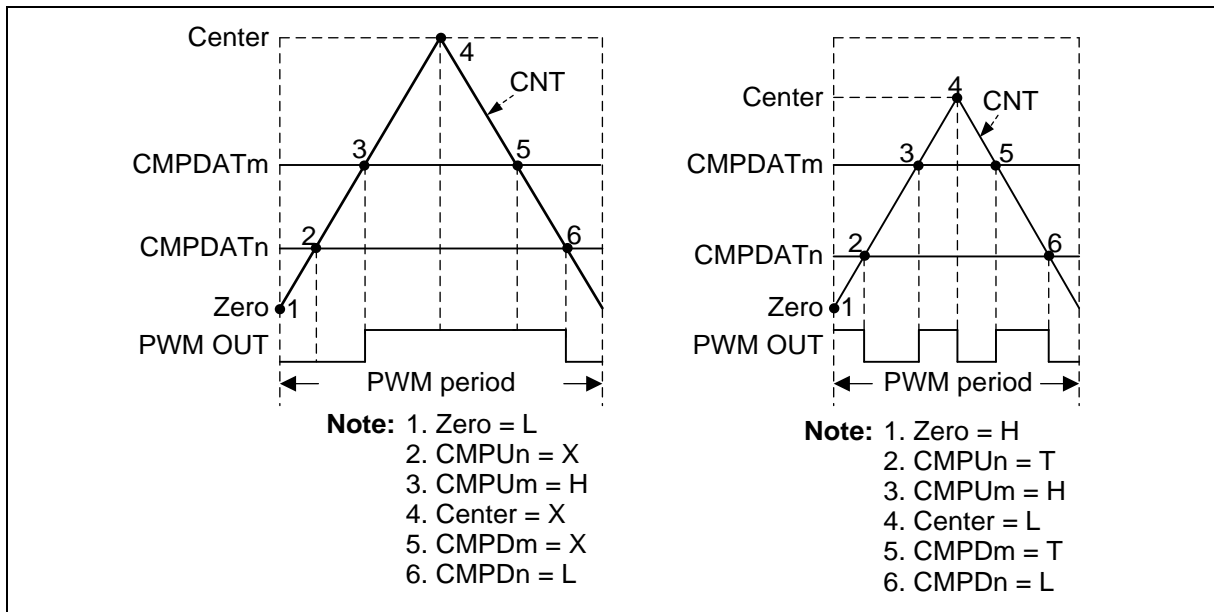 Center
4
CNT
3
CMPDATm
5
2
CMPDATn
6
Zero
1
PWM OUT
PWM period
Note: 1. Zero = L
2. CMPUn = X
3. CMPUm = H
4. Center = X
5. CMPDm = X
6. CMPDn = L
4
Center
CNT
3
CMPDATm
5
2
CMPDATn
6
Zero
1
PWM OUT
PWM period
Note: 1. Zero = H
2. CMPUn = T
3. CMPUm = H
4. Center = L
5. CMPDm = T
6. CMPDn = L